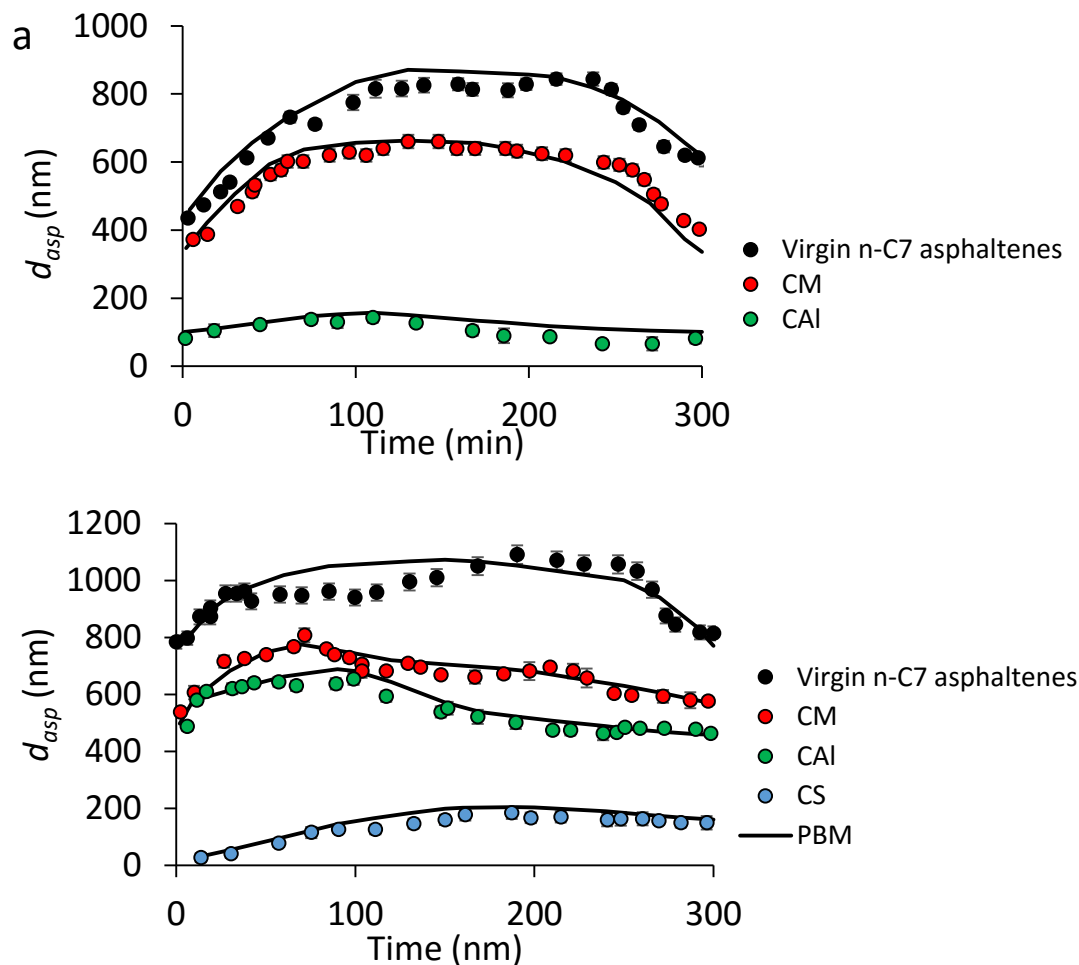 a
1000
800
600
400
200
0
d_asp (nm)
0 100 200 300
Time (min)
Virgin n-C7 asphaltenes
CM
CAl
1200
1000
800
600
400
200
0
d_asp (nm)
0 100 200 300
Time (nm)
Virgin n-C7 asphaltenes
CM
CAl
CS
PBM